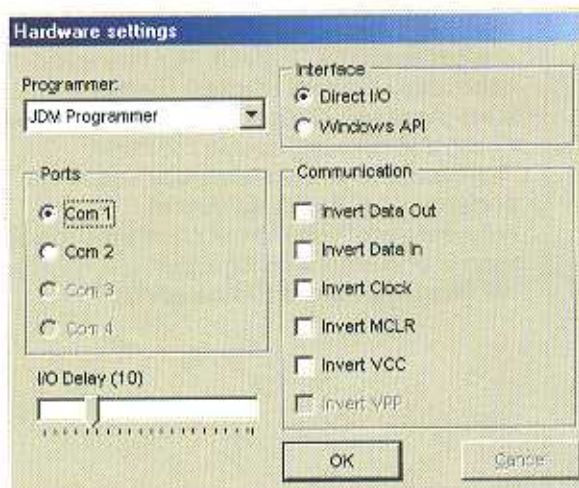 Hardware settings
Programmer:
JDM Programmer
Interface
Direct I/O
Windows API
Ports
Com 1
Com 2
Com 3
Com 4
Communication
Invert Data Out
Invert Data In
Invert Clock
Invert MCLR
Invert VCC
Invert VPP
I/O Delay (10)
OK
Cancel